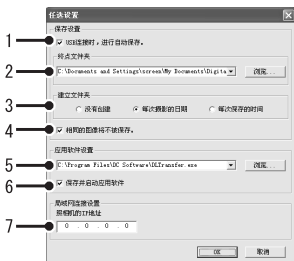 任选设置
保存设置
1
USB连接时，进行自动保存。
终点文件夹
2
C:\Documents and Settings\screen\My Documents\Digita
浏览...
建立文件夹
3
没有创建
每次摄影的日期
每次保存的时间
4
相同的图像将不被保存。
应用软件设置
5
C:\Program Files\DC Software\DLTransfer.exe
浏览...
6
保存并启动应用软件
局域网连接设置
照相机的IP地址
7
0 . 0 . 0 . 0
OK
取消